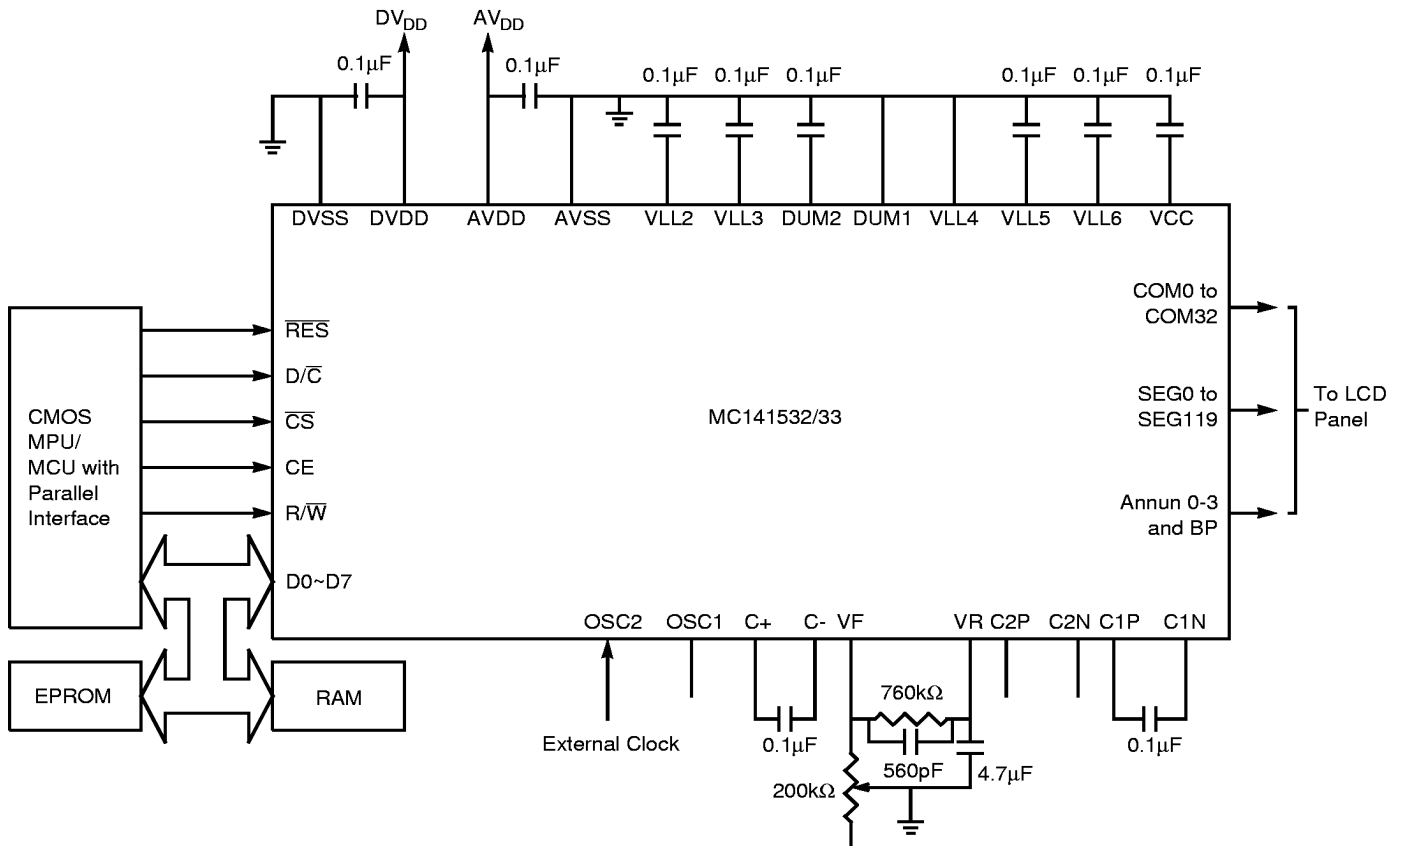 DVDD
AVDD
0.1µF
0.1µF
0.1µF
0.1µF
0.1µF
0.1µF
0.1µF
0.1µF
DVSS
DVDD
AVDD
AVSS
VLL2
VLL3
DUM2
DUM1
VLL4
VLL5
VLL6
VCC
RES
D/C
CS
CE
R/W
D0~D7
CMOS
MPU/
MCU with
Parallel
Interface
MC141532/33
COM0 to
COM32
SEG0 to
SEG119
Annun 0-3
and BP
To LCD
Panel
OSC2
OSC1
C+
C-
VF
VR
C2P
C2N
C1P
C1N
EPROM
RAM
External Clock
0.1µF
760kΩ
560pF
4.7µF
200kΩ
0.1µF